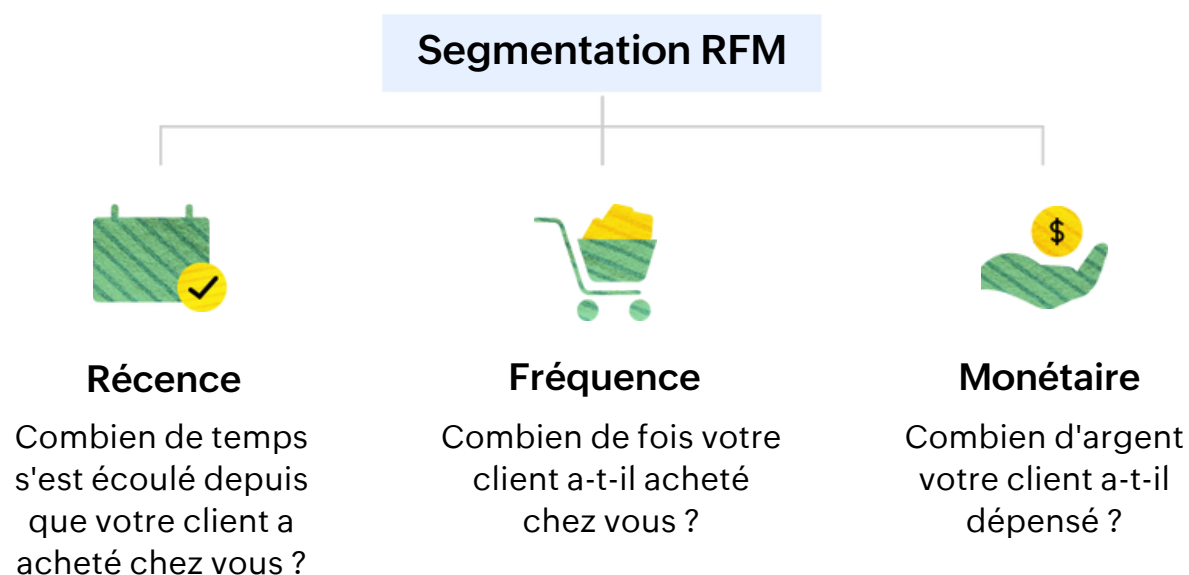 Segmentation RFM
$
Récence
Combien de temps
s'est écoulé depuis
que votre client a
acheté chez vous ?
Fréquence
Combien de fois votre
client a-t-il acheté
chez vous ?
Monétaire
Combien d'argent
votre client a-t-il
dépensé ?